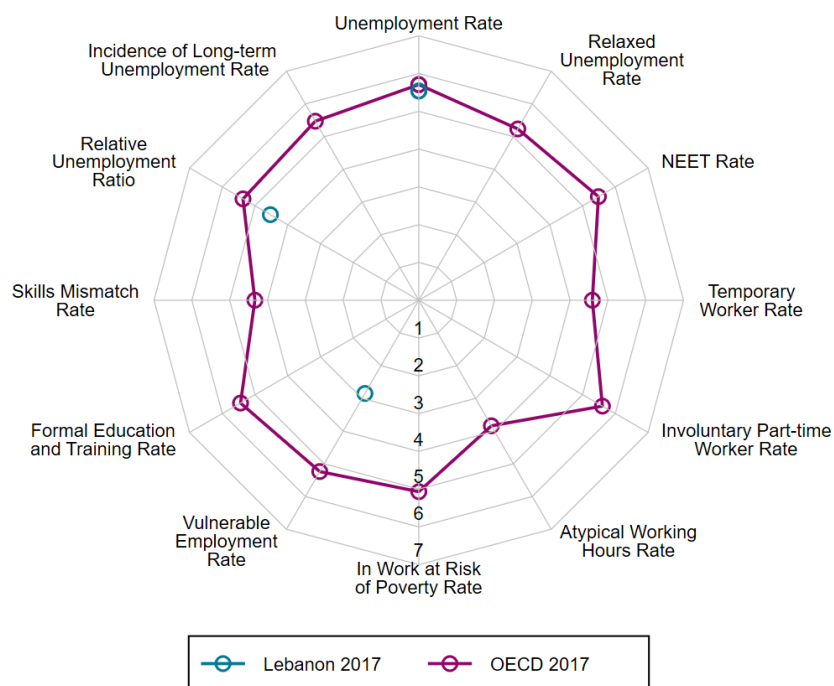 Unemployment Rate
Incidence of Long-term
Unemployment Rate
Relaxed
Unemployment
Rate
Relative
Unemployment
Ratio
NEET Rate
Skills Mismatch
Rate
Temporary
Worker Rate
1
2
3
4
5
6
7
Formal Education
and Training Rate
Involuntary Part-time
Worker Rate
Vulnerable
Employment
Rate
Atypical Working
Hours Rate
In Work at Risk
of Poverty Rate
Lebanon 2017
OECD 2017